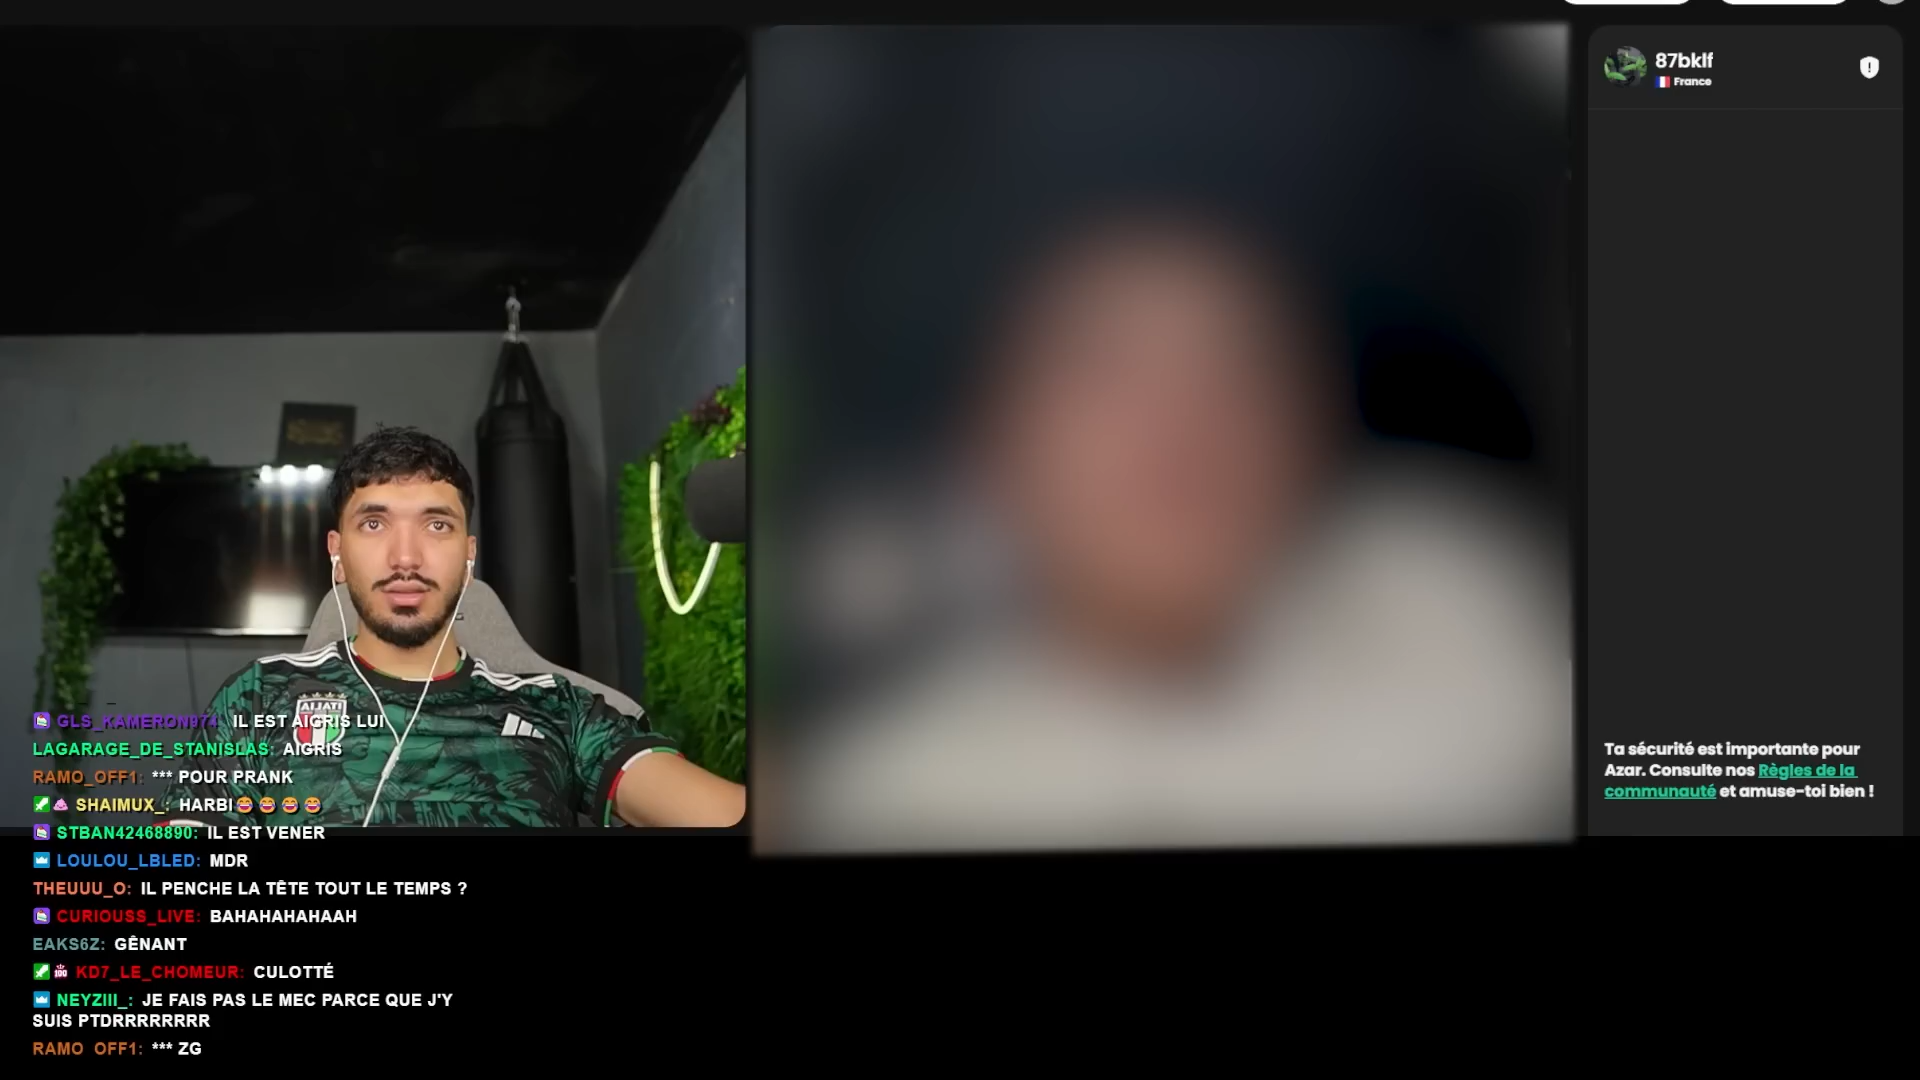 87bklf
France
AIJATI
GLS_KAMERON974 IL EST AIGRIS LUI
LAGARAGE_DE_STANISLAS: AIGRIS
RAMO_OFF1: *** POUR PRANK
SHAIMUX_: HARBI😂😂😂😂
STBAN42468890: IL EST VENER
LOULOU_LBLED: MDR
THEUUU_O: IL PENCHE LA TÊTE TOUT LE TEMPS ?
CURIOUSS_LIVE: BAHAHAHAHAAH
EAKS6Z: GÊNANT
KD7_LE_CHOMEUR: CULOTTÉ
NEYZIII_: JE FAIS PAS LE MEC PARCE QUE J'Y
SUIS PTDRRRRRRRR
RAMO_OFF1: *** ZG
Ta sécurité est importante pour
Azar. Consulte nos Règles de la
communauté et amuse-toi bien !